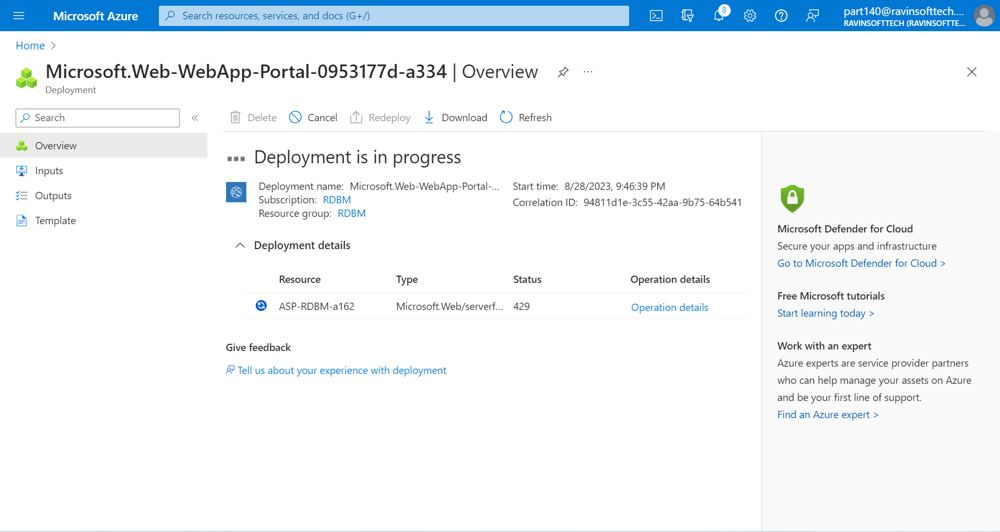 Microsoft Azure
Search resources, services, and docs (G+/)
8
part140@ravinsofttech....
RAVINSOFTTECH (RAVINSOFTTE...
Home
Microsoft.Web-WebApp-Portal-0953177d-a334 | Overview
Deployment
Search
Delete
Cancel
Redeploy
Download
Refresh
Overview
Inputs
Outputs
Template
Deployment is in progress
Deployment name: Microsoft.Web-WebApp-Portal-...
Subscription: RDBM
Resource group: RDBM
Start time: 8/28/2023, 9:46:39 PM
Correlation ID: 94811d1e-3c55-42aa-9b75-64b541
Deployment details
Resource Type Status Operation details
ASP-RDBM-a162 Microsoft.Web/serverf... 429 Operation details
Give feedback
Tell us about your experience with deployment
Microsoft Defender for Cloud
Secure your apps and infrastructure
Go to Microsoft Defender for Cloud >
Free Microsoft tutorials
Start learning today >
Work with an expert
Azure experts are service provider partners
who can help manage your assets on Azure
and be your first line of support.
Find an Azure expert >